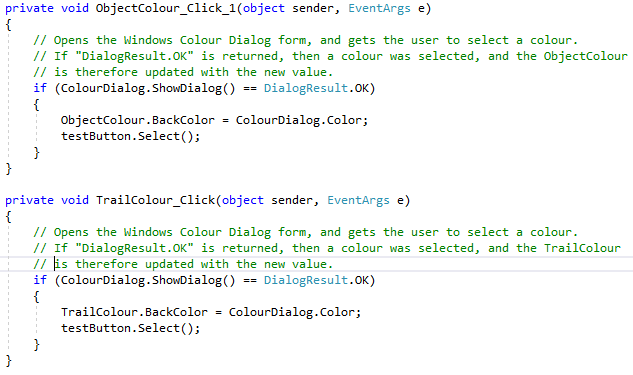 private void ObjectColour_Click_1(object sender, EventArgs e)
{
// Opens the Windows Colour Dialog form, and gets the user to select a colour.
// If "DialogResult.OK" is returned, then a colour was selected, and the ObjectColour
// is therefore updated with the new value.
if (ColourDialog.ShowDialog() == DialogResult.OK)
{
ObjectColour.BackColor = ColourDialog.Color;
testButton.Select();
}
}
private void TrailColour_Click(object sender, EventArgs e)
{
// Opens the Windows Colour Dialog form, and gets the user to select a colour.
// If "DialogResult.OK" is returned, then a colour was selected, and the TrailColour
// is therefore updated with the new value.
if (ColourDialog.ShowDialog() == DialogResult.OK)
{
TrailColour.BackColor = ColourDialog.Color;
testButton.Select();
}
}